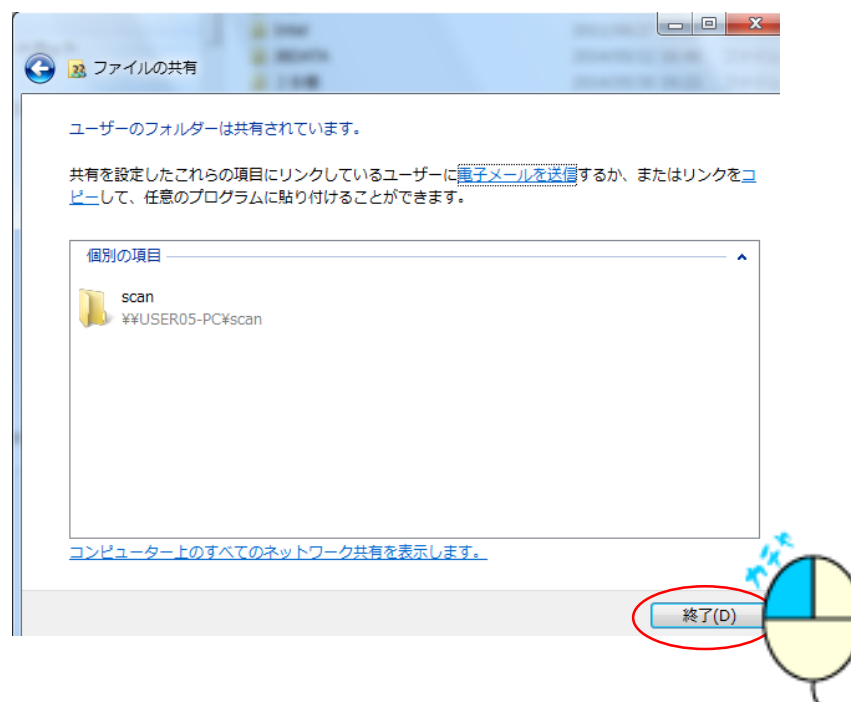 ファイルの共有
ユーザーのフォルダーは共有されています。
共有を設定したこれらの項目にリンクしているユーザーに電子メールを送信するか、またはリンクをコ
ピーして、任意のプログラムに貼り付けることができます。
個別の項目
scan
¥¥USER05-PC¥scan
コンピューター上のすべてのネットワーク共有を表示します。
カチャ
終了(D)